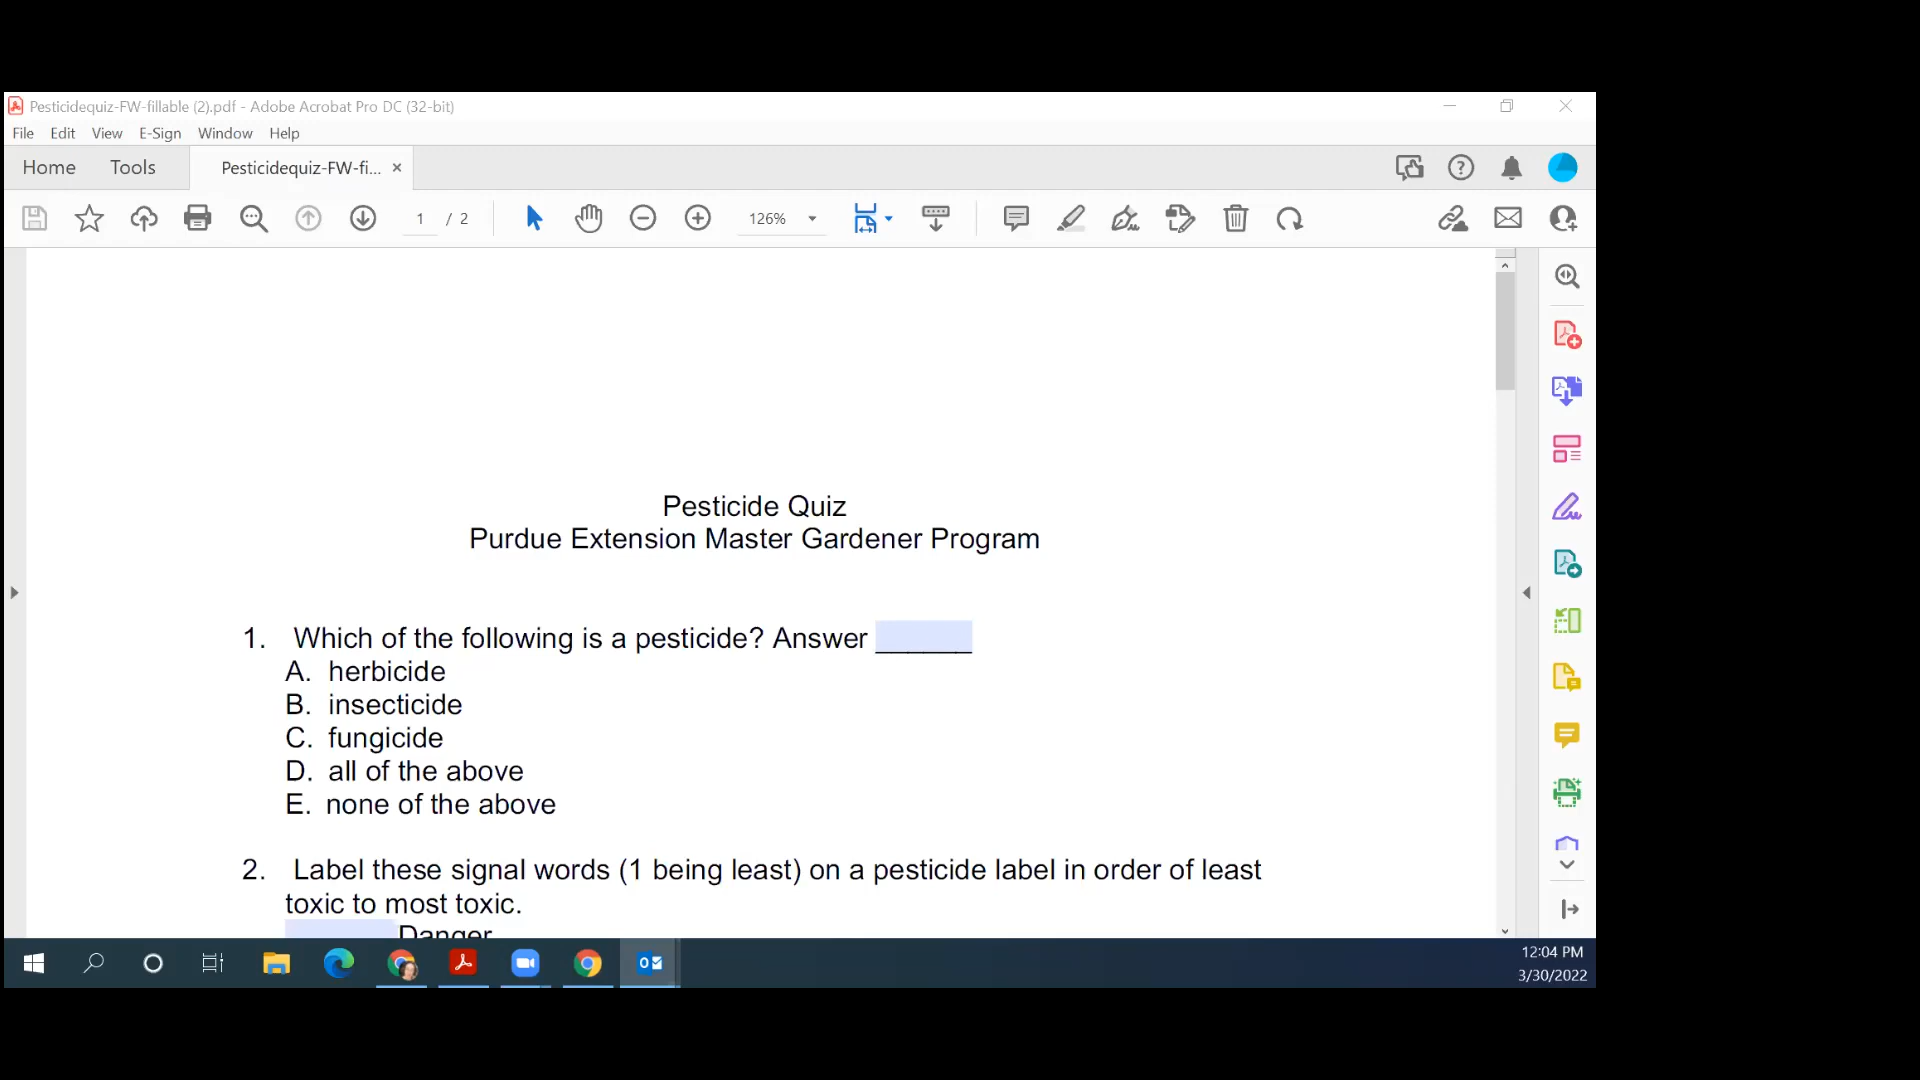 Pesticidequiz-FW-fillable (2).pdf - Adobe Acrobat Pro DC (32-bit)
File Edit View E-Sign Window Help
Home Tools Pesticidequiz-FW-fi... ×
1 / 2 126%
Pesticide Quiz
Purdue Extension Master Gardener Program
1. Which of the following is a pesticide? Answer ______
A. herbicide
B. insecticide
C. fungicide
D. all of the above
E. none of the above
2. Label these signal words (1 being least) on a pesticide label in order of least
toxic to most toxic.
Danger
12:04 PM
3/30/2022